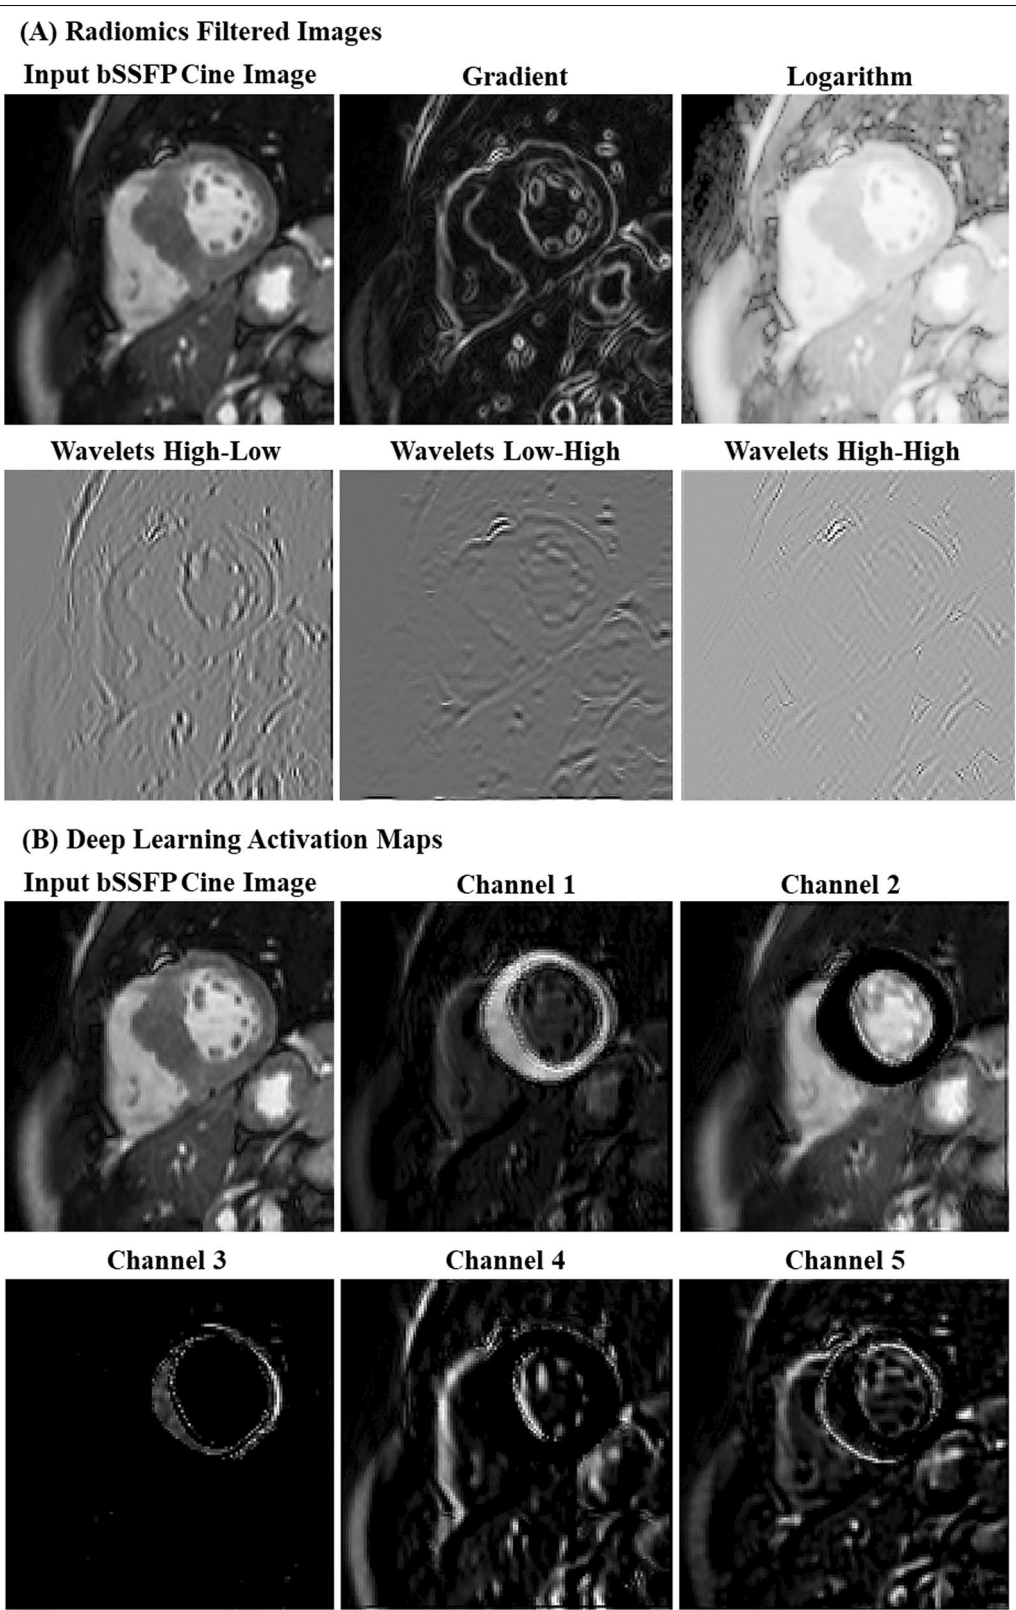 (A) Radiomics Filtered Images
Input bSSFP Cine Image
Gradient
Logarithm
Wavelets High-Low
Wavelets Low-High
Wavelets High-High
(B) Deep Learning Activation Maps
Input bSSFP Cine Image
Channel 1
Channel 2
Channel 3
Channel 4
Channel 5